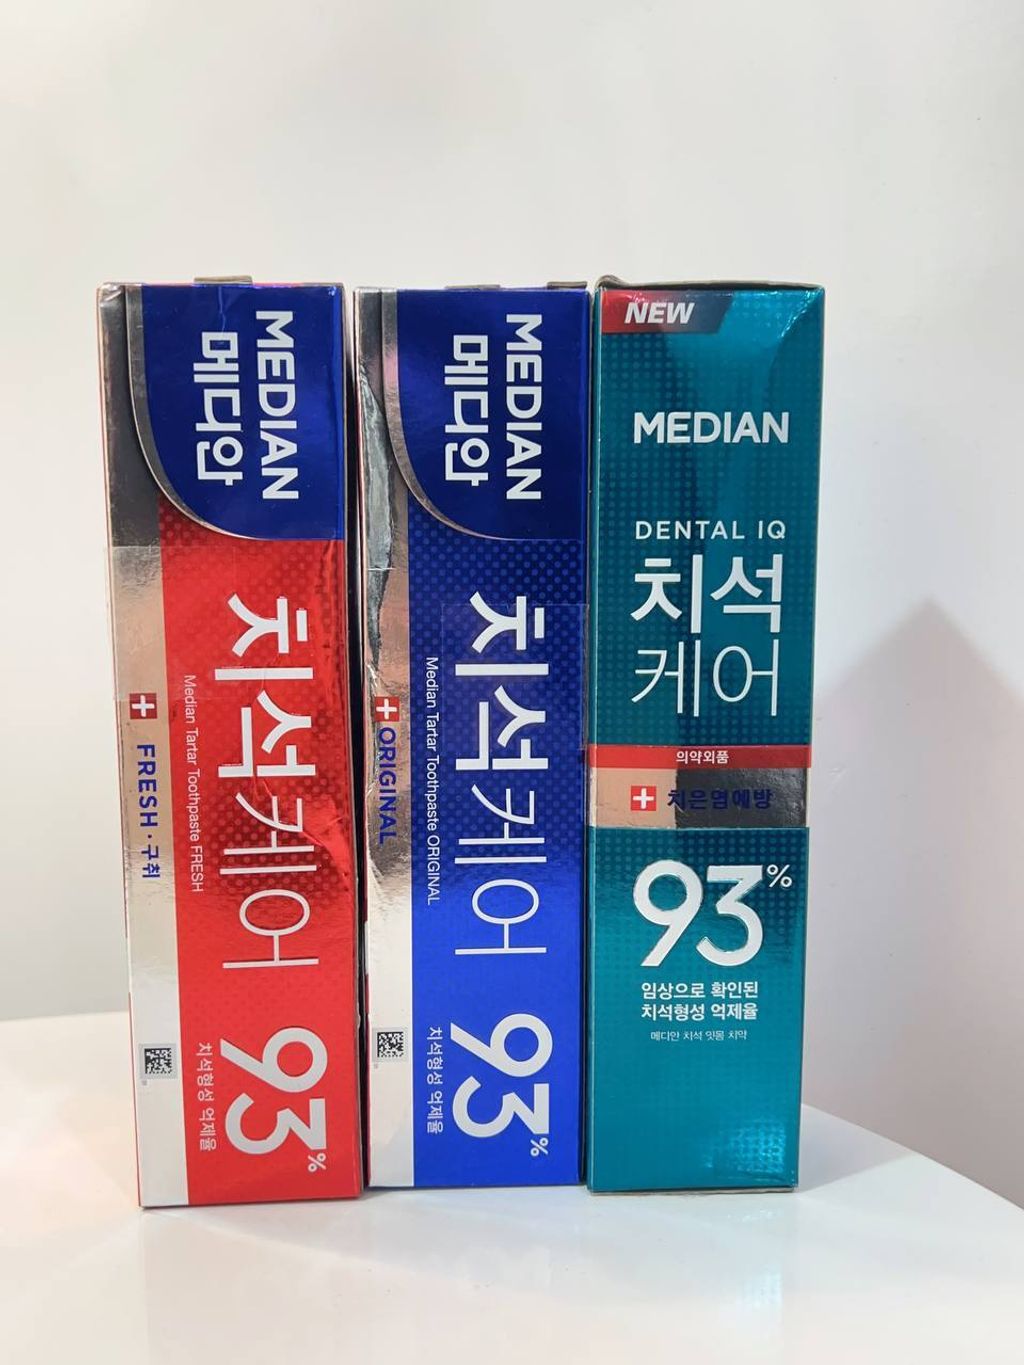 MEDIAN
메디안
치석케어
Median Tartar Toothpaste FRESH
FRESH · 구취
93%
치석형성 억제율
MEDIAN
메디안
치석케어
Median Tartar Toothpaste ORIGINAL
ORIGINAL
93%
치석형성 억제율
NEW
MEDIAN
DENTAL IQ
치석
케어
의약외품
치은염예방
93%
임상으로 확인된
치석형성 억제율
메디안 치석 잇몸 치약